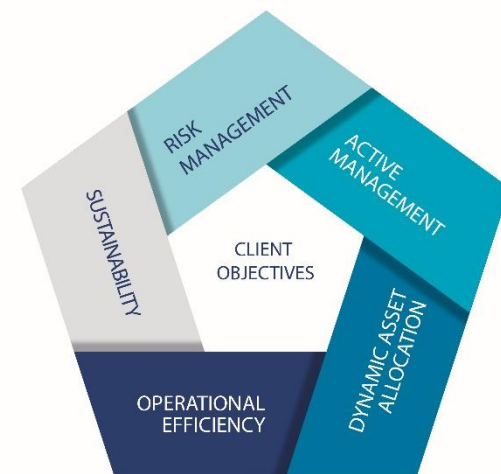 RISK
MANAGEMENT
ACTIVE
MANAGEMENT
SUSTAINABILITY
CLIENT
OBJECTIVES
DYNAMIC ASSET
ALLOCATION
OPERATIONAL
EFFICIENCY